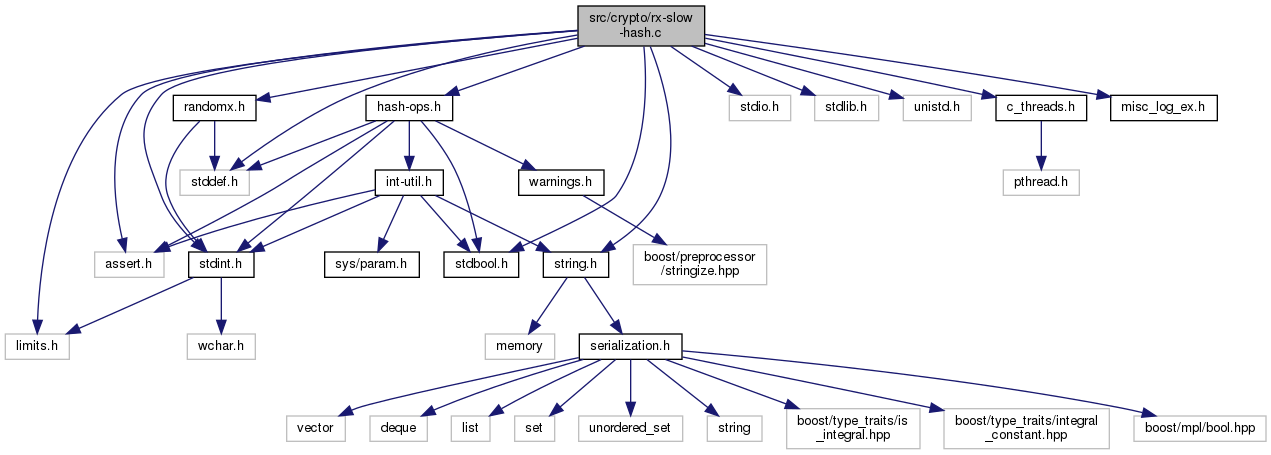 src/crypto/rx-slow
-hash.c
randomx.h
hash-ops.h
stdio.h
stdlib.h
unistd.h
c_threads.h
misc_log_ex.h
stddef.h
int-util.h
warnings.h
pthread.h
assert.h
stdint.h
sys/param.h
stdbool.h
string.h
boost/preprocessor
/stringize.hpp
limits.h
wchar.h
memory
serialization.h
vector
deque
list
set
unordered_set
string
boost/type_traits/is
_integral.hpp
boost/type_traits/integral
_constant.hpp
boost/mpl/bool.hpp